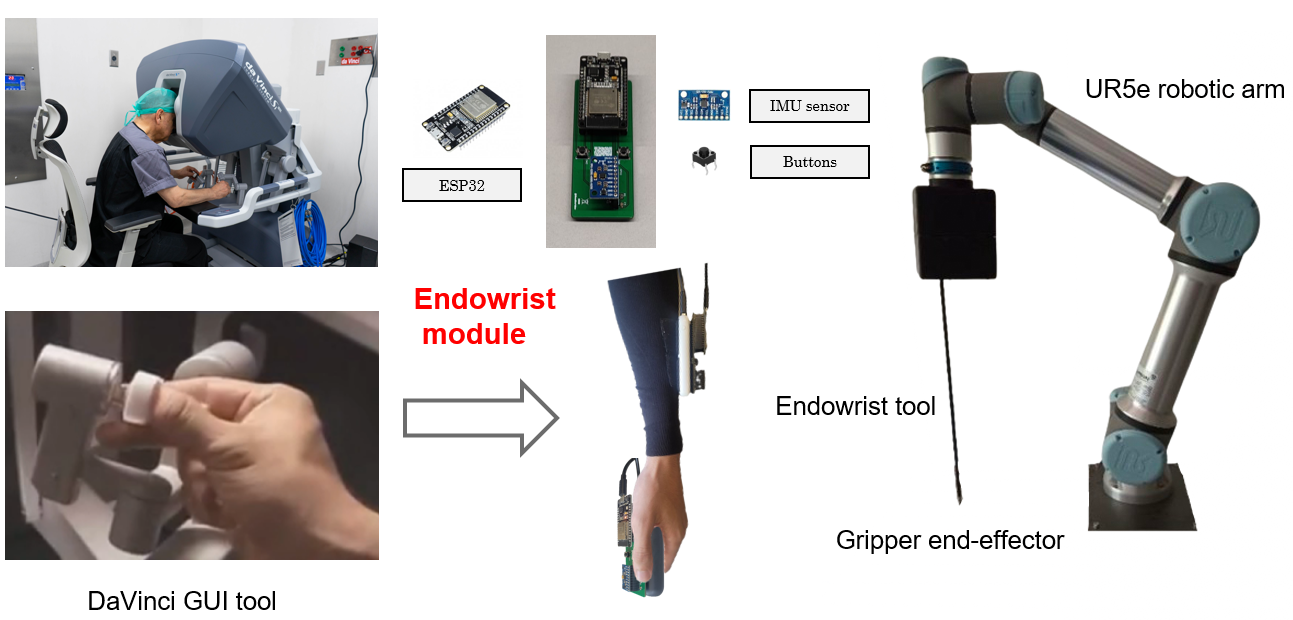 da Vinci S
da Vinci
ESP32
IMU sensor
Buttons
UR5e robotic arm
Endowrist
module
Endowrist tool
Gripper end-effector
DaVinci GUI tool